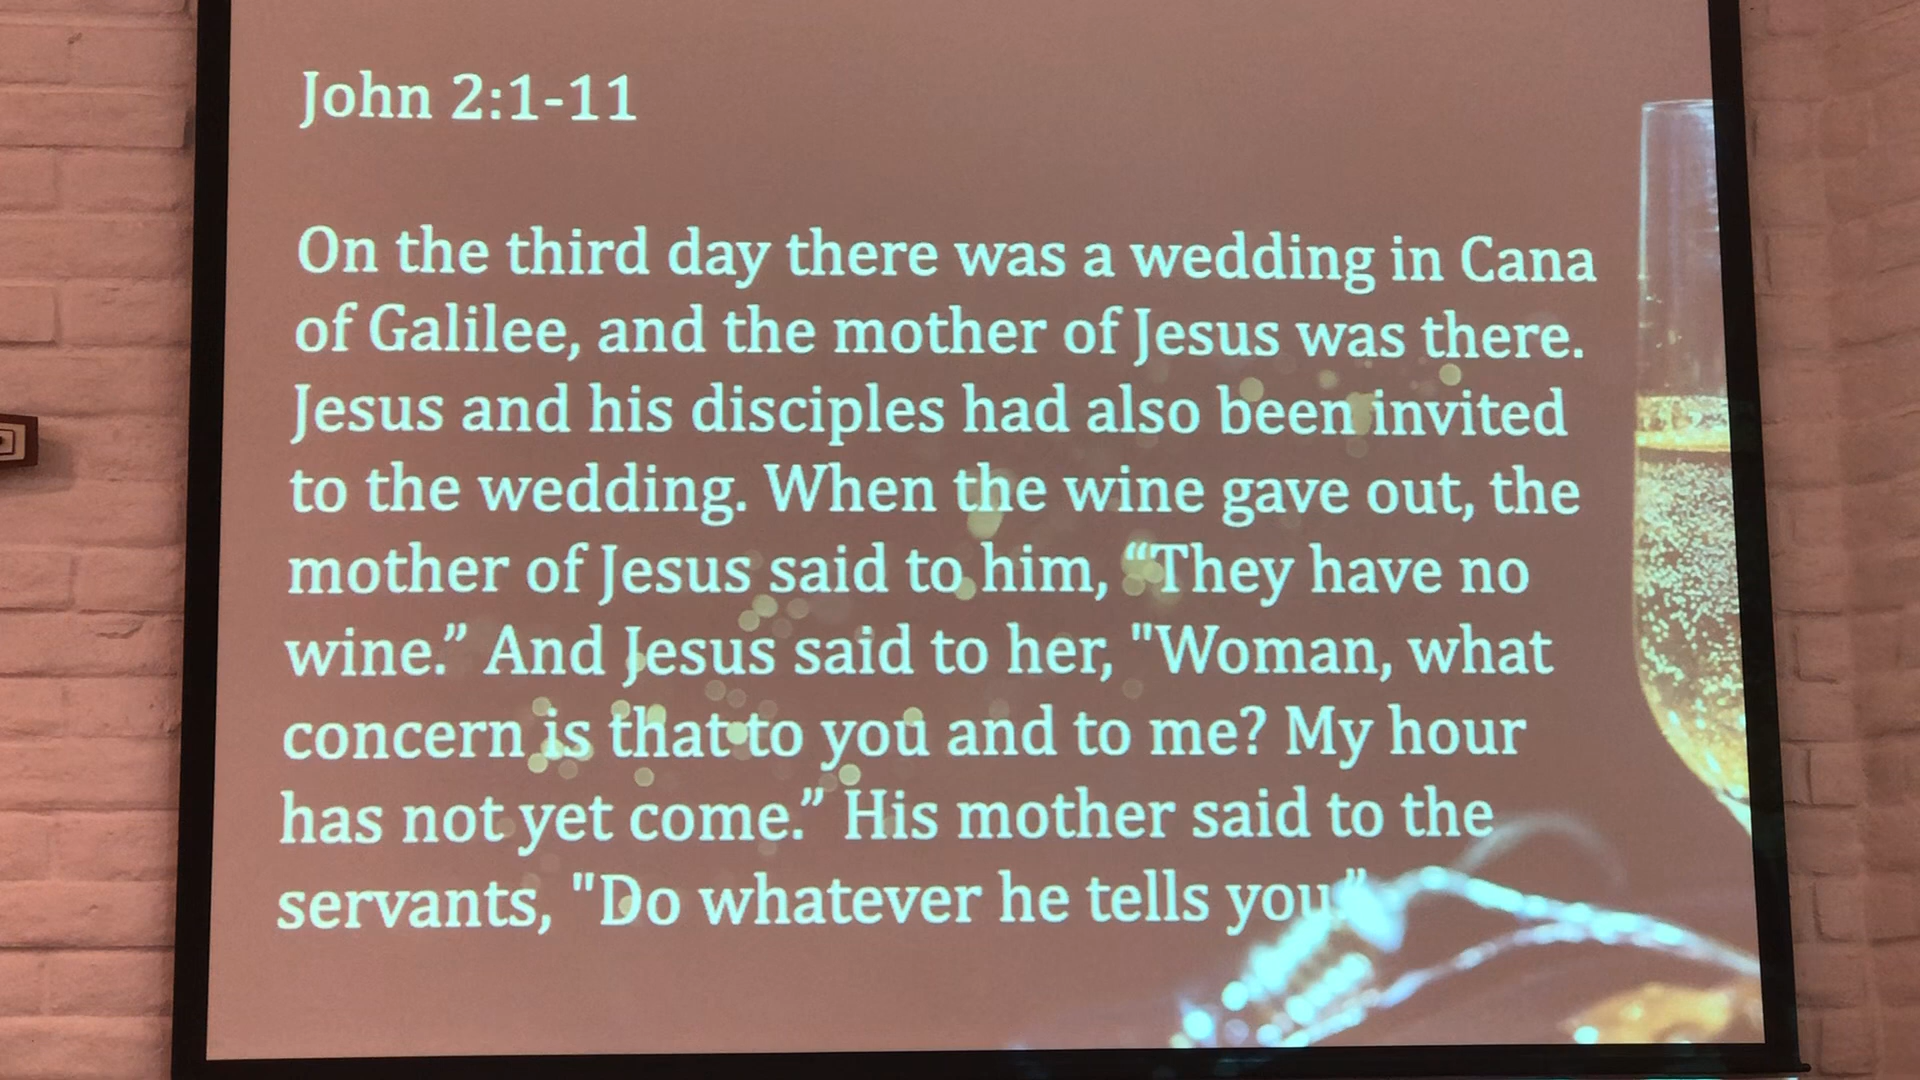 John 2:1-11
On the third day there was a wedding in Cana
of Galilee, and the mother of Jesus was there.
Jesus and his disciples had also been invited
to the wedding. When the wine gave out, the
mother of Jesus said to him, “They have no
wine.” And Jesus said to her, "Woman, what
concern is that to you and to me? My hour
has not yet come.” His mother said to the
servants, "Do whatever he tells you.”